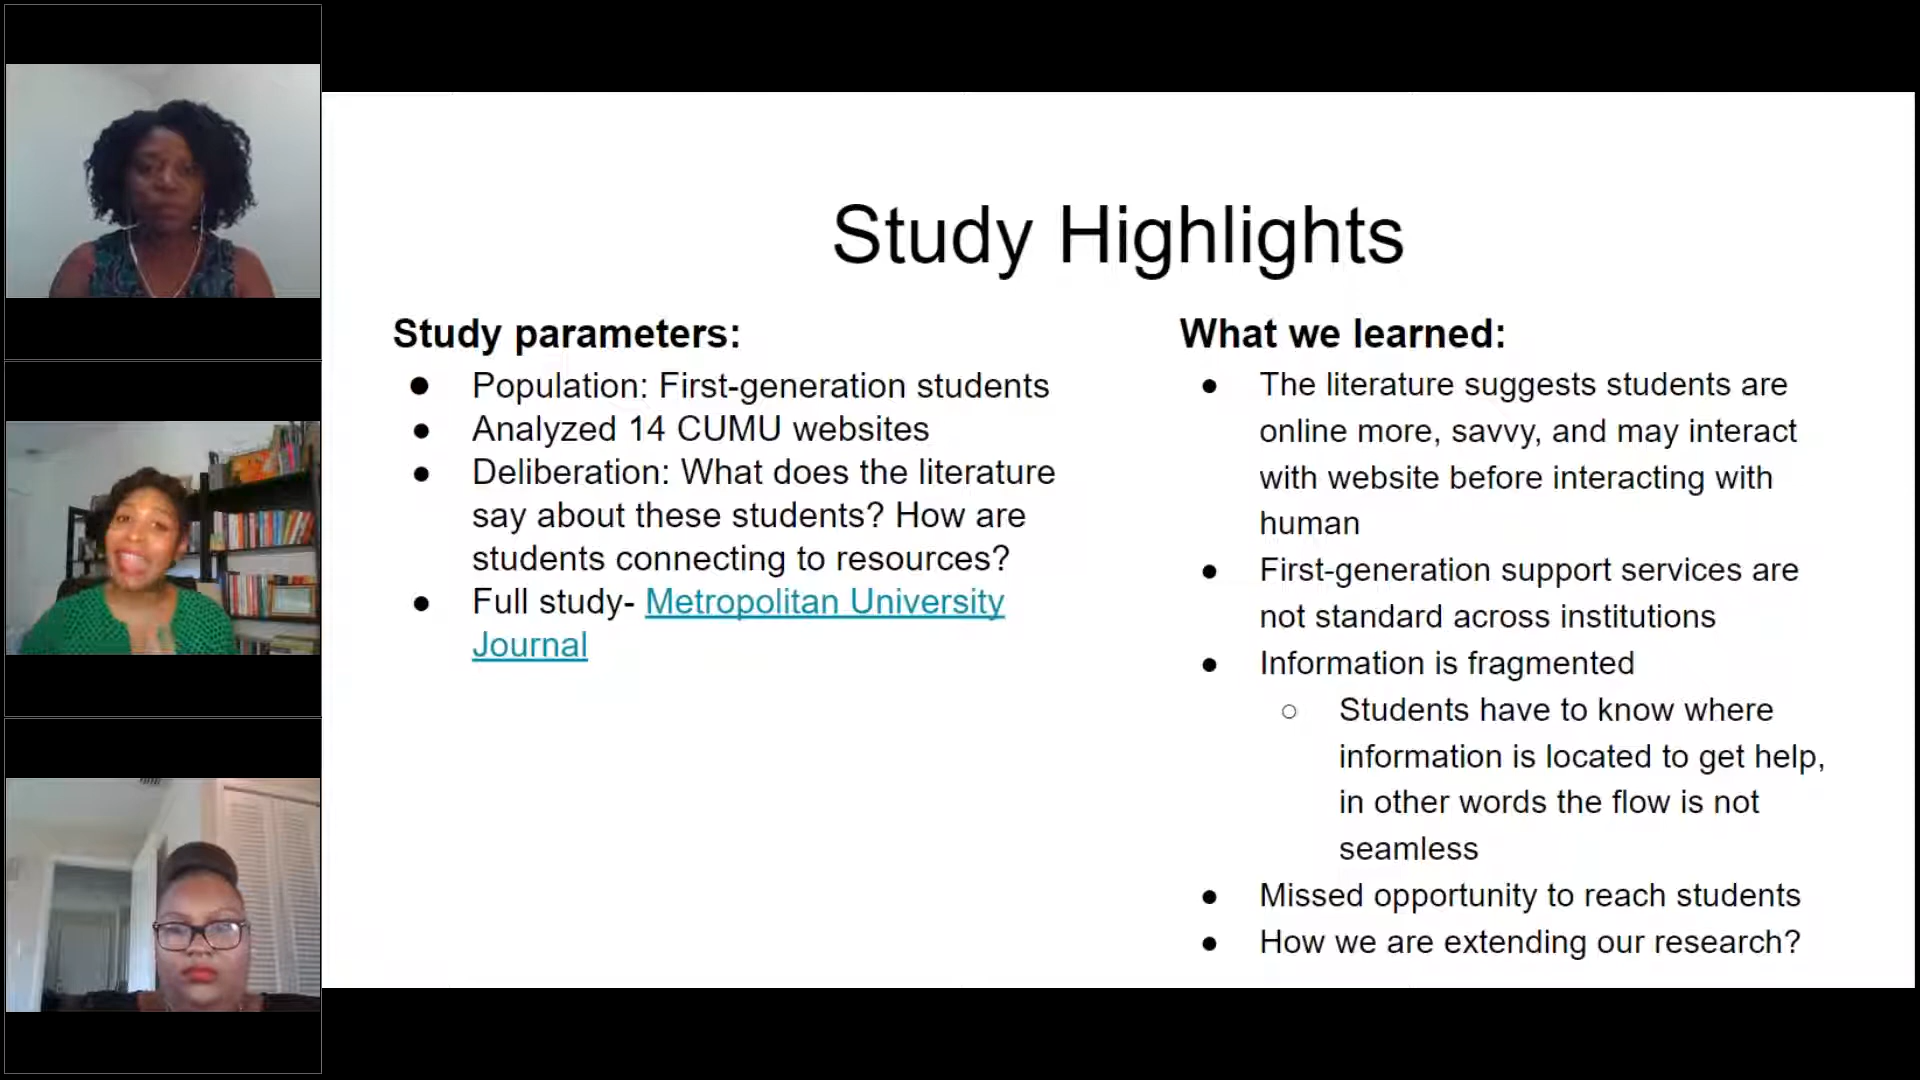 Study Highlights
Study parameters:
● Population: First-generation students
● Analyzed 14 CUMU websites
● Deliberation: What does the literature
say about these students? How are
students connecting to resources?
● Full study- Metropolitan University
Journal
What we learned:
● The literature suggests students are
online more, savvy, and may interact
with website before interacting with
human
● First-generation support services are
not standard across institutions
● Information is fragmented
○ Students have to know where
information is located to get help,
in other words the flow is not
seamless
● Missed opportunity to reach students
● How we are extending our research?